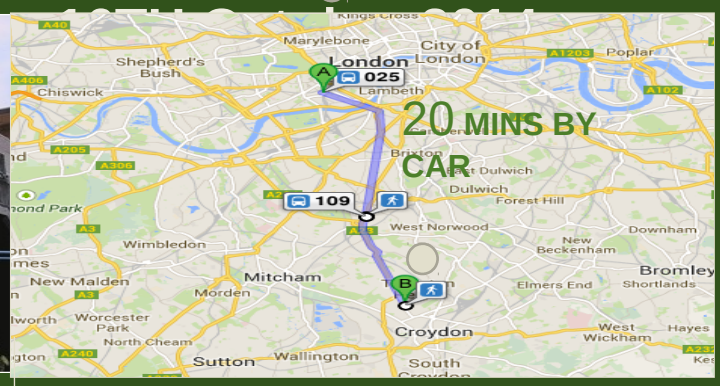 Kings Cross
A40
Marylebone
City of
London
A1203
Poplar
Shepherd's
Bush
London
A
025
A406
Chiswick
Lambeth
A102
20 MINS BY
CAR
A205
Brixton
A306
East Dulwich
Dulwich
Forest Hill
109
A3
West Norwood
Downham
Wimbledon
New
Beckenham
Mitcham
Bromley
New Malden
B
Elmers End
Shortlands
A3
Morden
Worcester
Park
Croydon
West
Wickham
Hayes
North Cheam
A240
Sutton
Wallington
South
Croydon
A232